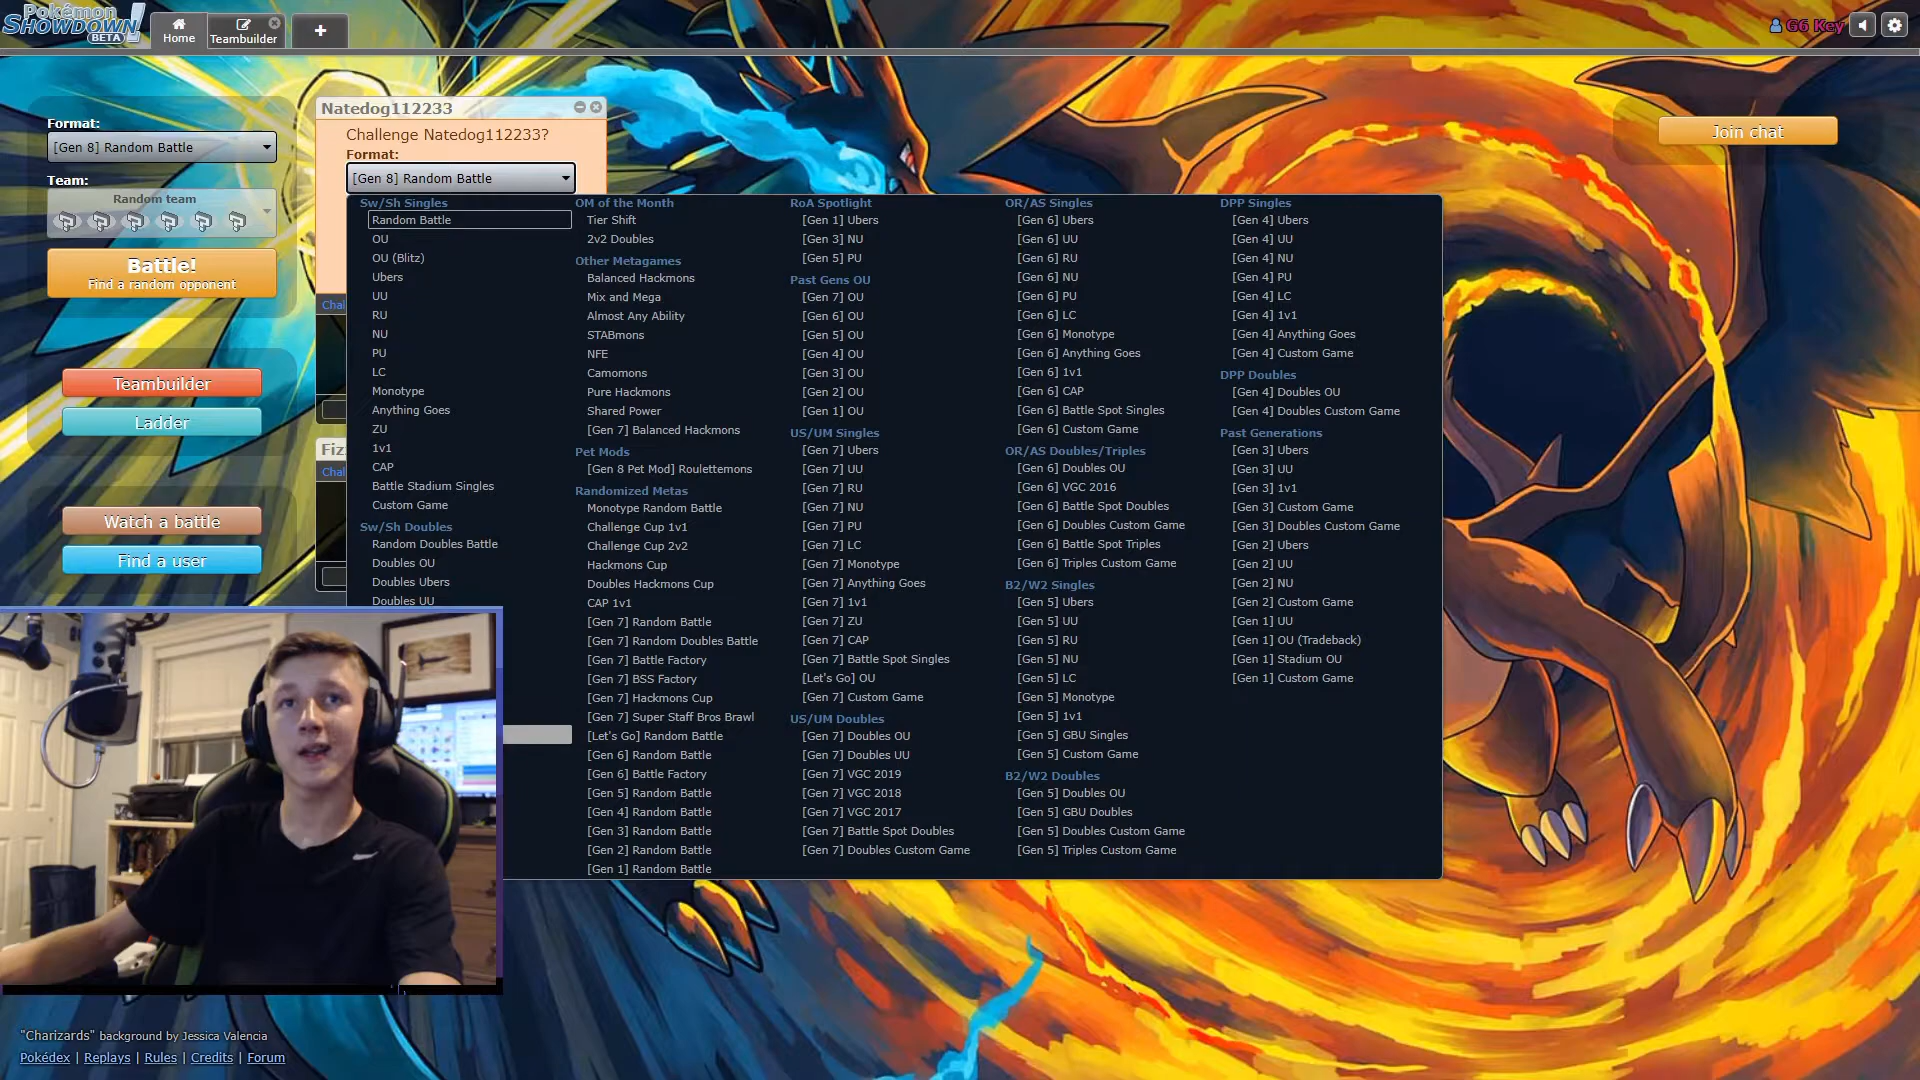 Pokémon
SHOWDOWN!
BETA
Home
Teambuilder
+
G6 Key
Format:
[Gen 8] Random Battle
Team:
Random team
Battle!
Find a random opponent
Teambuilder
Ladder
Watch a battle
Find a user
Natedog112233
Challenge Natedog112233?
Format:
[Gen 8] Random Battle
Chal
Fiz
Chal
Join chat
Sw/Sh Singles
Random Battle
OU
OU (Blitz)
Ubers
UU
RU
NU
PU
LC
Monotype
Anything Goes
ZU
1v1
CAP
Battle Stadium Singles
Custom Game
Sw/Sh Doubles
Random Doubles Battle
Doubles OU
Doubles Ubers
Doubles UU
OM of the Month
Tier Shift
2v2 Doubles
Other Metagames
Balanced Hackmons
Mix and Mega
Almost Any Ability
STABmons
NFE
Camomons
Pure Hackmons
Shared Power
[Gen 7] Balanced Hackmons
Pet Mods
[Gen 8 Pet Mod] Roulettemons
Randomized Metas
Monotype Random Battle
Challenge Cup 1v1
Challenge Cup 2v2
Hackmons Cup
Doubles Hackmons Cup
CAP 1v1
[Gen 7] Random Battle
[Gen 7] Random Doubles Battle
[Gen 7] Battle Factory
[Gen 7] BSS Factory
[Gen 7] Hackmons Cup
[Gen 7] Super Staff Bros Brawl
[Let's Go] Random Battle
[Gen 6] Random Battle
[Gen 6] Battle Factory
[Gen 5] Random Battle
[Gen 4] Random Battle
[Gen 3] Random Battle
[Gen 2] Random Battle
[Gen 1] Random Battle
RoA Spotlight
[Gen 1] Ubers
[Gen 3] NU
[Gen 5] PU
Past Gens OU
[Gen 7] OU
[Gen 6] OU
[Gen 5] OU
[Gen 4] OU
[Gen 3] OU
[Gen 2] OU
[Gen 1] OU
US/UM Singles
[Gen 7] Ubers
[Gen 7] UU
[Gen 7] RU
[Gen 7] NU
[Gen 7] PU
[Gen 7] LC
[Gen 7] Monotype
[Gen 7] Anything Goes
[Gen 7] 1v1
[Gen 7] ZU
[Gen 7] CAP
[Gen 7] Battle Spot Singles
[Let's Go] OU
[Gen 7] Custom Game
US/UM Doubles
[Gen 7] Doubles OU
[Gen 7] Doubles UU
[Gen 7] VGC 2019
[Gen 7] VGC 2018
[Gen 7] VGC 2017
[Gen 7] Battle Spot Doubles
[Gen 7] Doubles Custom Game
OR/AS Singles
[Gen 6] Ubers
[Gen 6] UU
[Gen 6] RU
[Gen 6] NU
[Gen 6] PU
[Gen 6] LC
[Gen 6] Monotype
[Gen 6] Anything Goes
[Gen 6] 1v1
[Gen 6] CAP
[Gen 6] Battle Spot Singles
[Gen 6] Custom Game
OR/AS Doubles/Triples
[Gen 6] Doubles OU
[Gen 6] VGC 2016
[Gen 6] Battle Spot Doubles
[Gen 6] Doubles Custom Game
[Gen 6] Battle Spot Triples
[Gen 6] Triples Custom Game
B2/W2 Singles
[Gen 5] Ubers
[Gen 5] UU
[Gen 5] RU
[Gen 5] NU
[Gen 5] LC
[Gen 5] Monotype
[Gen 5] 1v1
[Gen 5] GBU Singles
[Gen 5] Custom Game
B2/W2 Doubles
[Gen 5] Doubles OU
[Gen 5] GBU Doubles
[Gen 5] Doubles Custom Game
[Gen 5] Triples Custom Game
DPP Singles
[Gen 4] Ubers
[Gen 4] UU
[Gen 4] NU
[Gen 4] PU
[Gen 4] LC
[Gen 4] 1v1
[Gen 4] Anything Goes
[Gen 4] Custom Game
DPP Doubles
[Gen 4] Doubles OU
[Gen 4] Doubles Custom Game
Past Generations
[Gen 3] Ubers
[Gen 3] UU
[Gen 3] 1v1
[Gen 3] Custom Game
[Gen 3] Doubles Custom Game
[Gen 2] Ubers
[Gen 2] UU
[Gen 2] NU
[Gen 2] Custom Game
[Gen 1] UU
[Gen 1] OU (Tradeback)
[Gen 1] Stadium OU
[Gen 1] Custom Game
"Charizards" background by Jessica Valencia
Pokédex | Replays | Rules | Credits | Forum